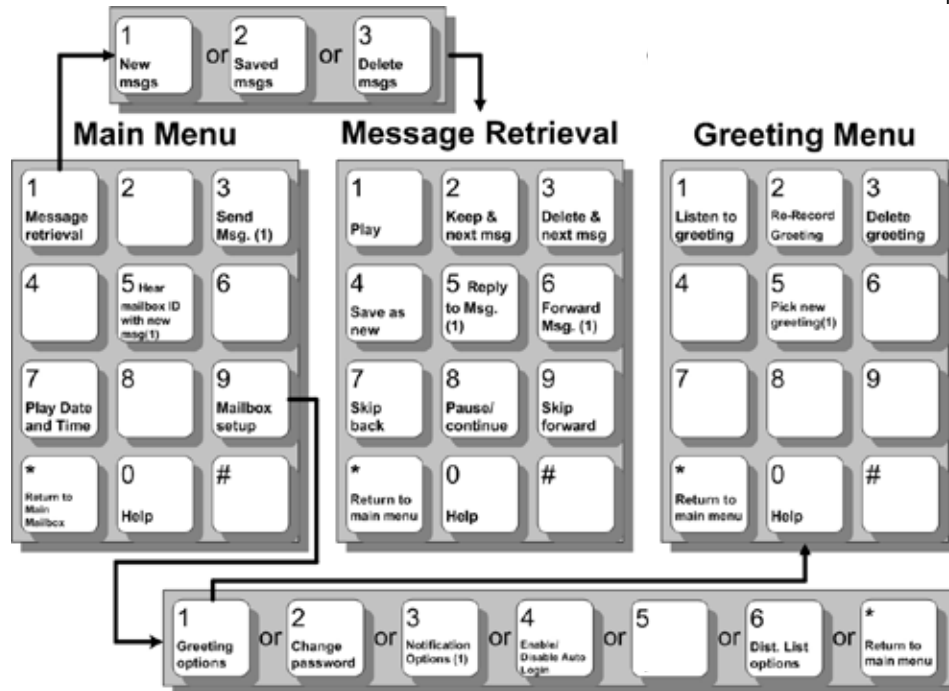 1
New
msgs
or
2
Saved
msgs
or
3
Delete
msgs
Main Menu
1
Message
retrieval
2
3
Send
Msg. (1)
4
5 Hear
mailbox ID
with new
msg(1)
6
7
Play Date
and Time
8
9
Mailbox
setup
*
Return to
Main
Mailbox
0
Help
#
Message Retrieval
1
Play
2
Keep &
next msg
3
Delete &
next msg
4
Save as
new
5 Reply
to Msg.
(1)
6
Forward
Msg. (1)
7
Skip
back
8
Pause/
continue
9
Skip
forward
*
Return to
main menu
0
Help
#
Greeting Menu
1
Listen to
greeting
2
Re-Record
Greeting
3
Delete
greeting
4
5
Pick new
greeting(1)
6
7
8
9
*
Return to
main menu
0
Help
#
1
Greeting
options
or
2
Change
password
or
3
Notification
Options (1)
or
4
Enable/
Disable Auto
Login
or
5
or
6
Dist. List
options
or
*
Return to
main menu